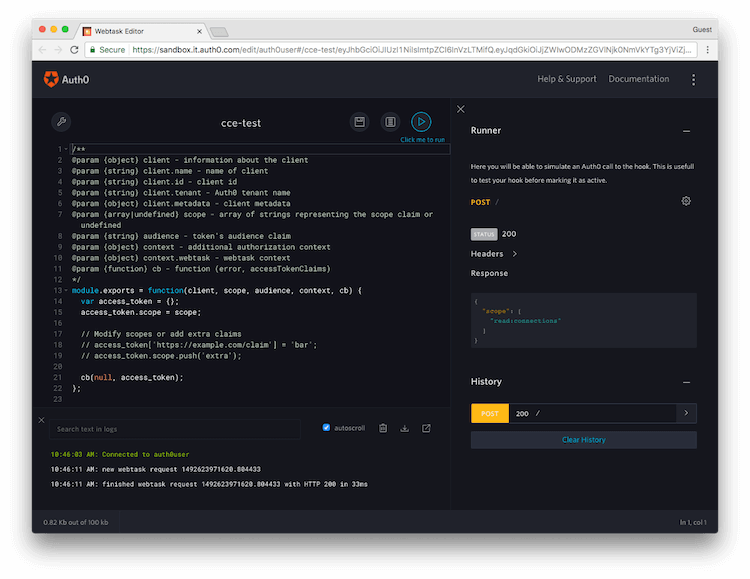 Webtask Editor
Guest
Secure
https://sandbox.it.auth0.com/edit/auth0user#/cce-test/
Auth0
Help & Support
Documentation
cce-test
Click me to run
1 /**
2 @param {object} client - information about the client
3 @param {string} client.name - name of client
4 @param {string} client.id - client id
5 @param {string} client.tenant - Auth0 tenant name
6 @param {object} client.metadata - client metadata
7 @param {array|undefined} scope - array of strings representing the scope claim or
undefined
8 @param {string} audience - token's audience claim
9 @param {object} context - additional authorization context
10 @param {object} context.webtask - webtask context
11 @param {function} cb - function (error, accessTokenClaims)
12 */
13 module.exports = function(client, scope, audience, context, cb) {
14 var access_token = {};
15 access_token.scope = scope;
16
17 // Modify scopes or add extra claims
18 // access_token['https://example.com/claim'] = 'bar';
19 // access_token.scope.push('extra');
20
21 cb(null, access_token);
22 };
23
Search text in logs
autoscroll
10:46:03 AM: Connected to auth0user
10:46:11 AM: new webtask request 1492623971620.804433
10:46:11 AM: finished webtask request 1492623971620.804433 with HTTP 200 in 33ms
0.82 Kb out of 100 kb
Runner
Here you will be able to simulate an Auth0 call to the hook. This is usefull
to test your hook before marking it as active.
POST /
STATUS 200
Headers
Response
{
"scope": [
"read:connections"
]
}
History
POST 200 /
Clear History
ln 1, col 1